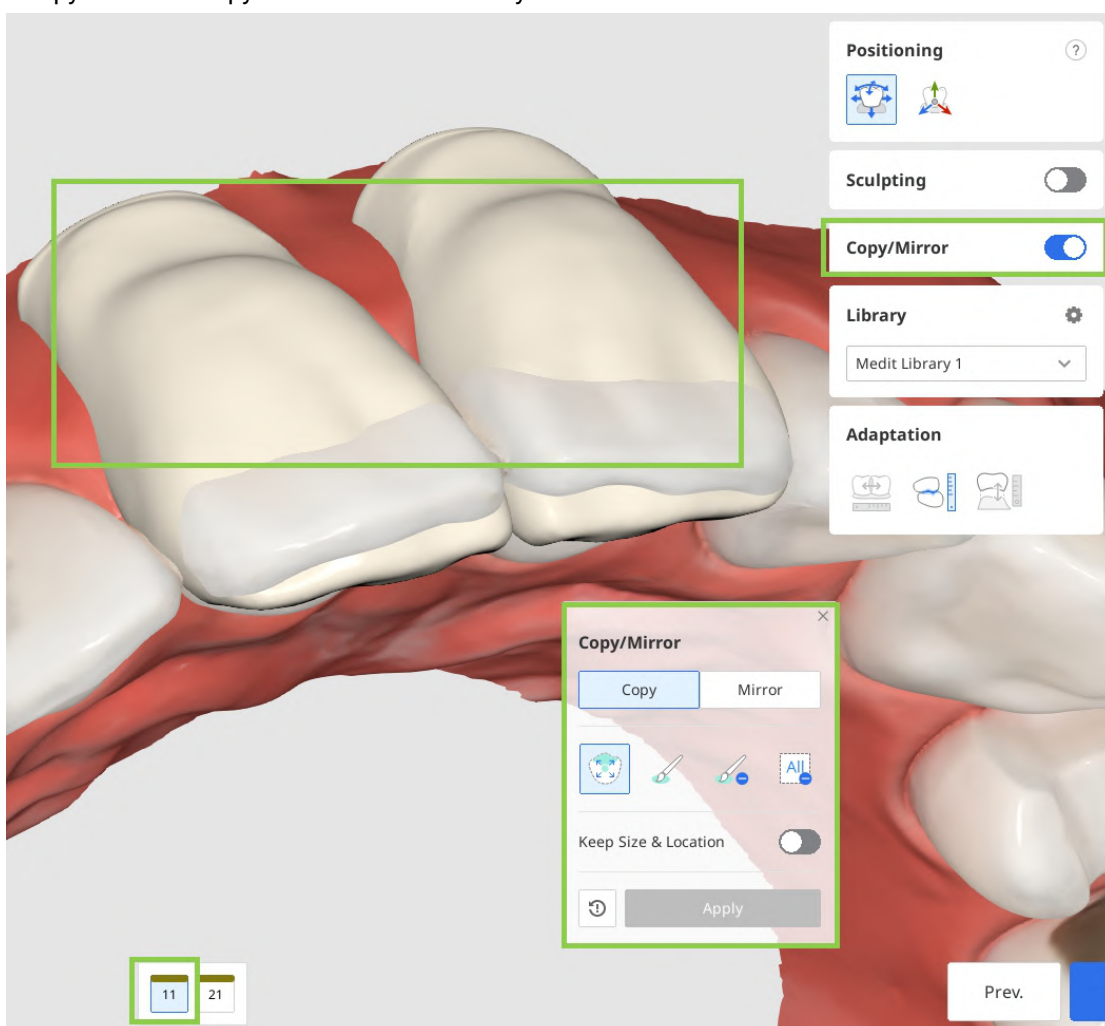 Positioning
?
Sculpting
Copy/Mirror
Library
Medit Library 1
Adaptation
Copy/Mirror
Copy Mirror
All
Keep Size & Location
Apply
11 21
Prev.